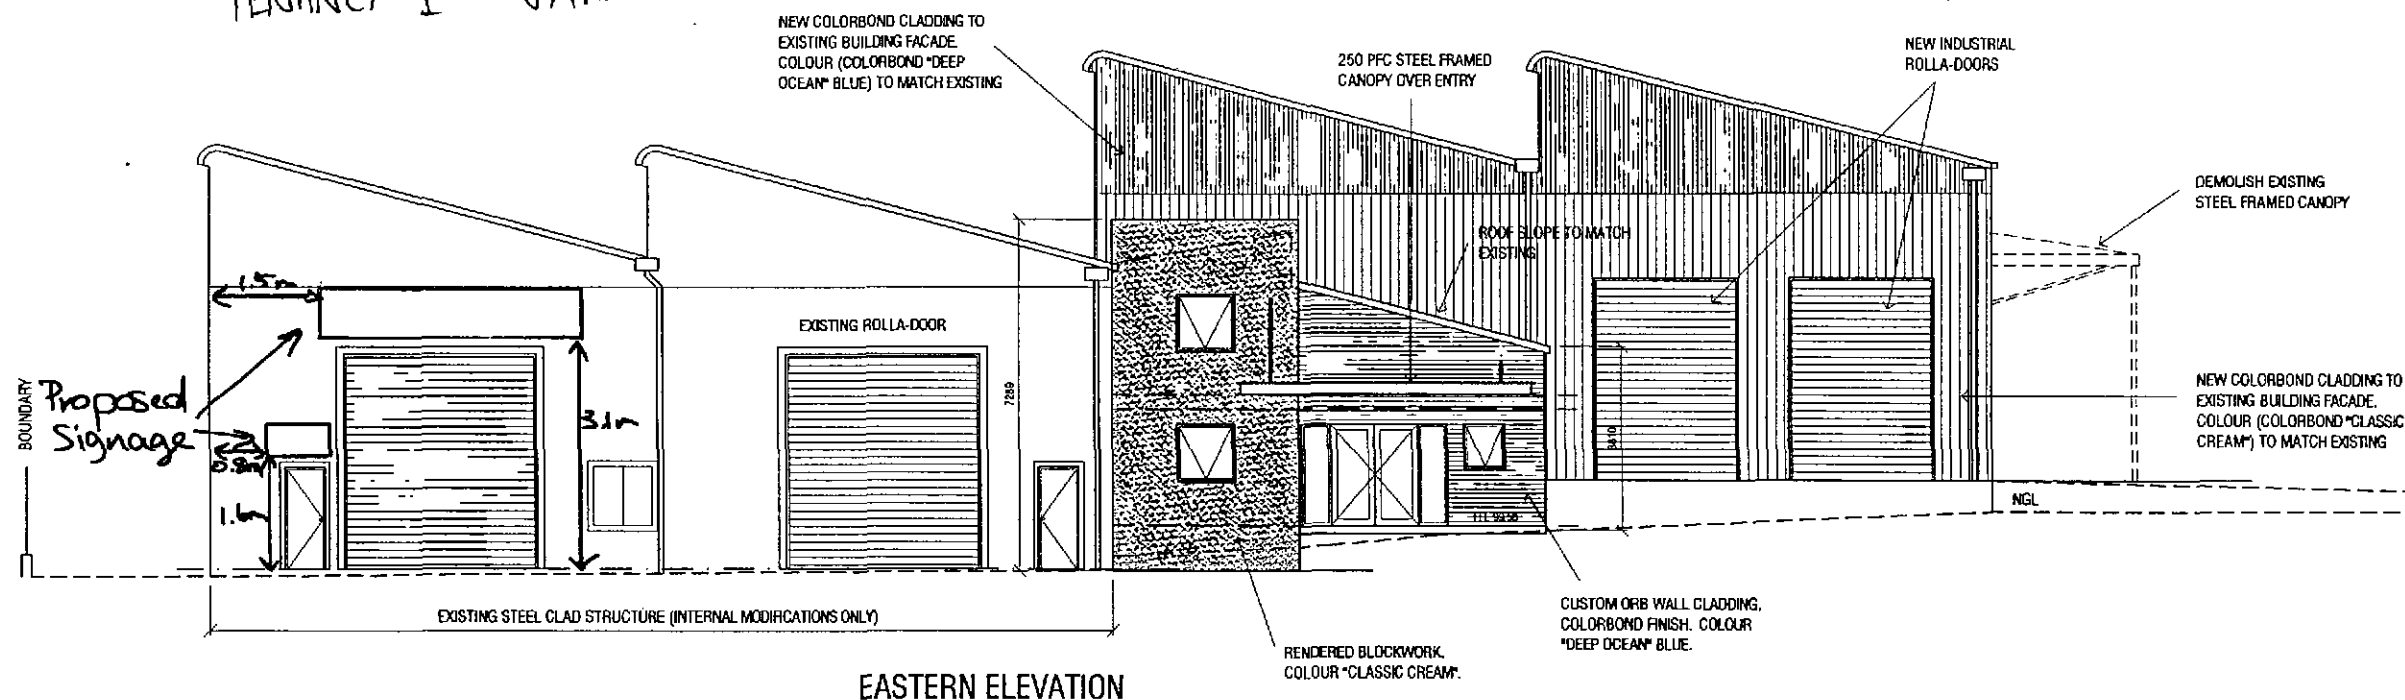 TENANCY 1
NEW COLORBOND CLADDING TO
EXISTING BUILDING FACADE.
COLOUR (COLORBOND "DEEP
OCEAN" BLUE) TO MATCH EXISTING
250 PFC STEEL FRAMED
CANOPY OVER ENTRY
NEW INDUSTRIAL
ROLLA-DOORS
DEMOLISH EXISTING
STEEL FRAMED CANOPY
ROOF SLOPE TO MATCH
EXISTING
1.5m
EXISTING ROLLA-DOOR
BOUNDARY
Proposed
Signage
0.8m
1.6m
3.1m
7289
3810
NEW COLORBOND CLADDING TO
EXISTING BUILDING FACADE.
COLOUR (COLORBOND "CLASSIC
CREAM") TO MATCH EXISTING
NGL
EXISTING STEEL CLAD STRUCTURE (INTERNAL MODIFICATIONS ONLY)
CUSTOM ORB WALL CLADDING,
COLORBOND FINISH. COLOUR
"DEEP OCEAN" BLUE.
RENDERED BLOCKWORK,
COLOUR "CLASSIC CREAM".
EASTERN ELEVATION